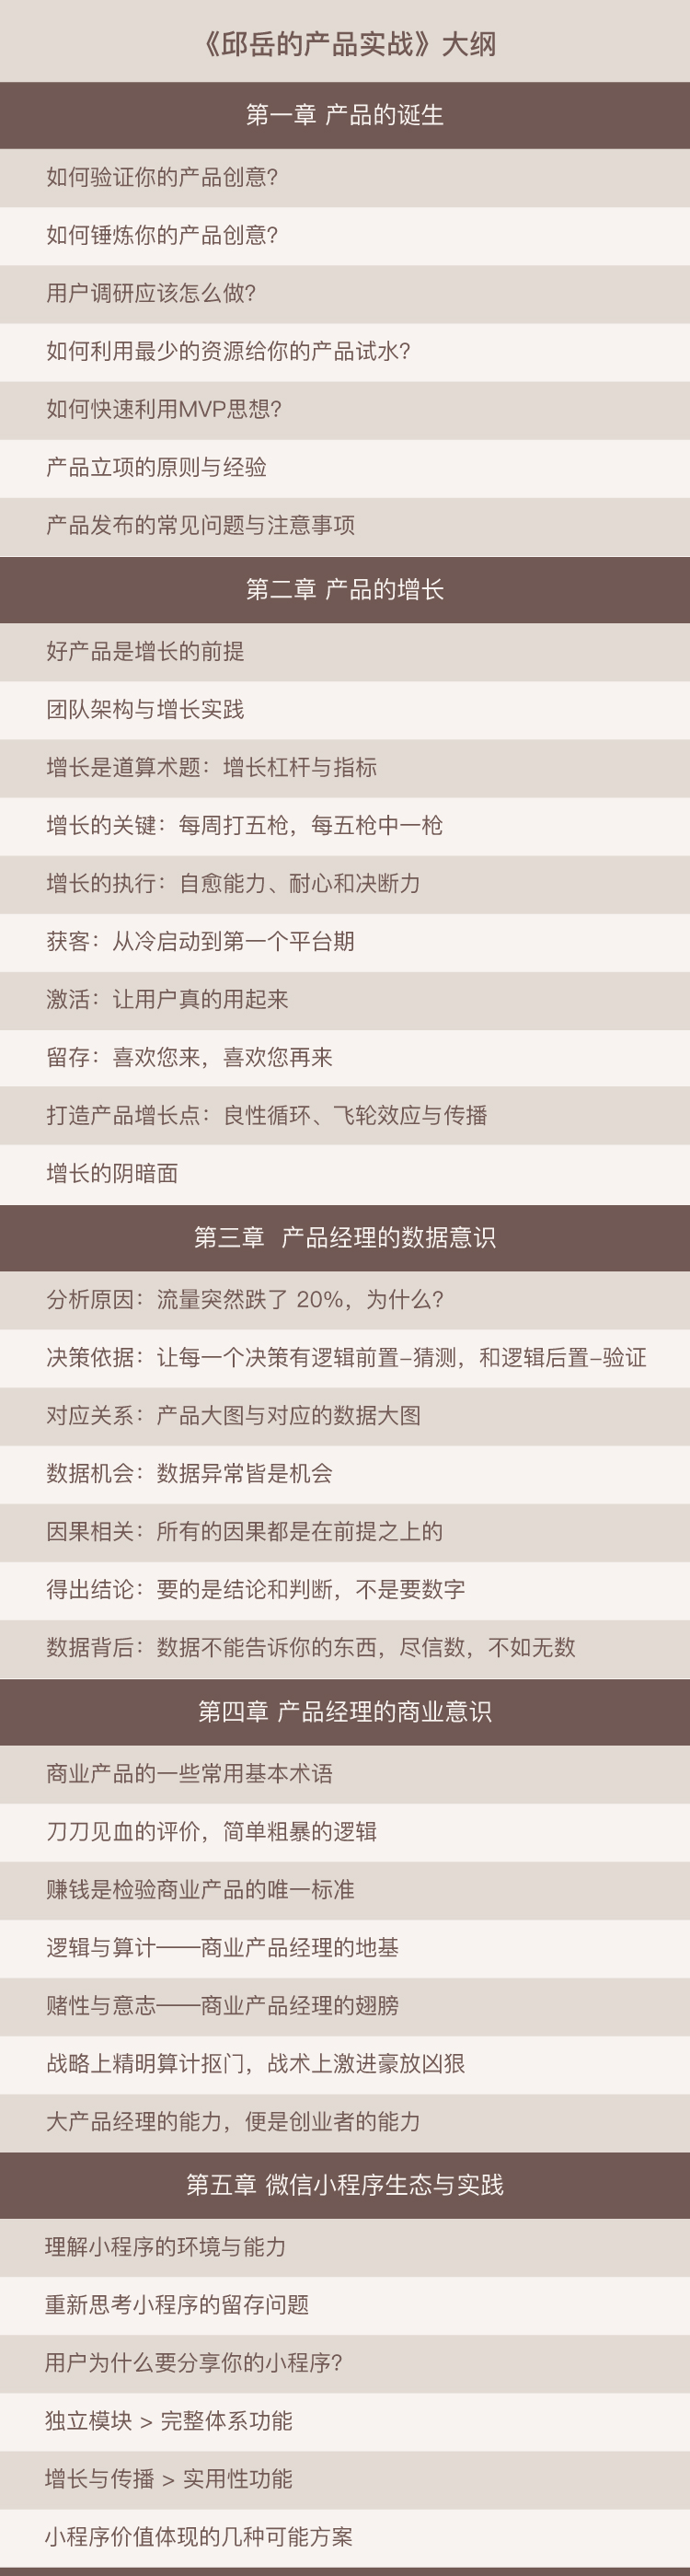 《邱岳的产品实战》大纲
第一章 产品的诞生
如何验证你的产品创意?
如何锤炼你的产品创意?
用户调研应该怎么做?
如何利用最少的资源给你的产品试水?
如何快速利用MVP思想?
产品立项的原则与经验
产品发布的常见问题与注意事项
第二章 产品的增长
好产品是增长的前提
团队架构与增长实践
增长是道算术题：增长杠杆与指标
增长的关键：每周打五枪，每五枪中一枪
增长的执行：自愈能力、耐心和决断力
获客：从冷启动到第一个平台期
激活：让用户真的用起来
留存：喜欢您来，喜欢您再来
打造产品增长点：良性循环、飞轮效应与传播
增长的阴暗面
第三章 产品经理的数据意识
分析原因：流量突然跌了 20%，为什么?
决策依据：让每一个决策有逻辑前置–猜测，和逻辑后置–验证
对应关系：产品大图与对应的数据大图
数据机会：数据异常皆是机会
因果相关：所有的因果都是在前提之上的
得出结论：要的是结论和判断，不是要数字
数据背后：数据不能告诉你的东西，尽信数，不如无数
第四章 产品经理的商业意识
商业产品的一些常用基本术语
刀刀见血的评价，简单粗暴的逻辑
赚钱是检验商业产品的唯一标准
逻辑与算计——商业产品经理的地基
赌性与意志——商业产品经理的翅膀
战略上精明算计抠门，战术上激进豪放凶狠
大产品经理的能力，便是创业者的能力
第五章 微信小程序生态与实践
理解小程序的环境与能力
重新思考小程序的留存问题
用户为什么要分享你的小程序?
独立模块 > 完整体系功能
增长与传播 > 实用性功能
小程序价值体现的几种可能方案